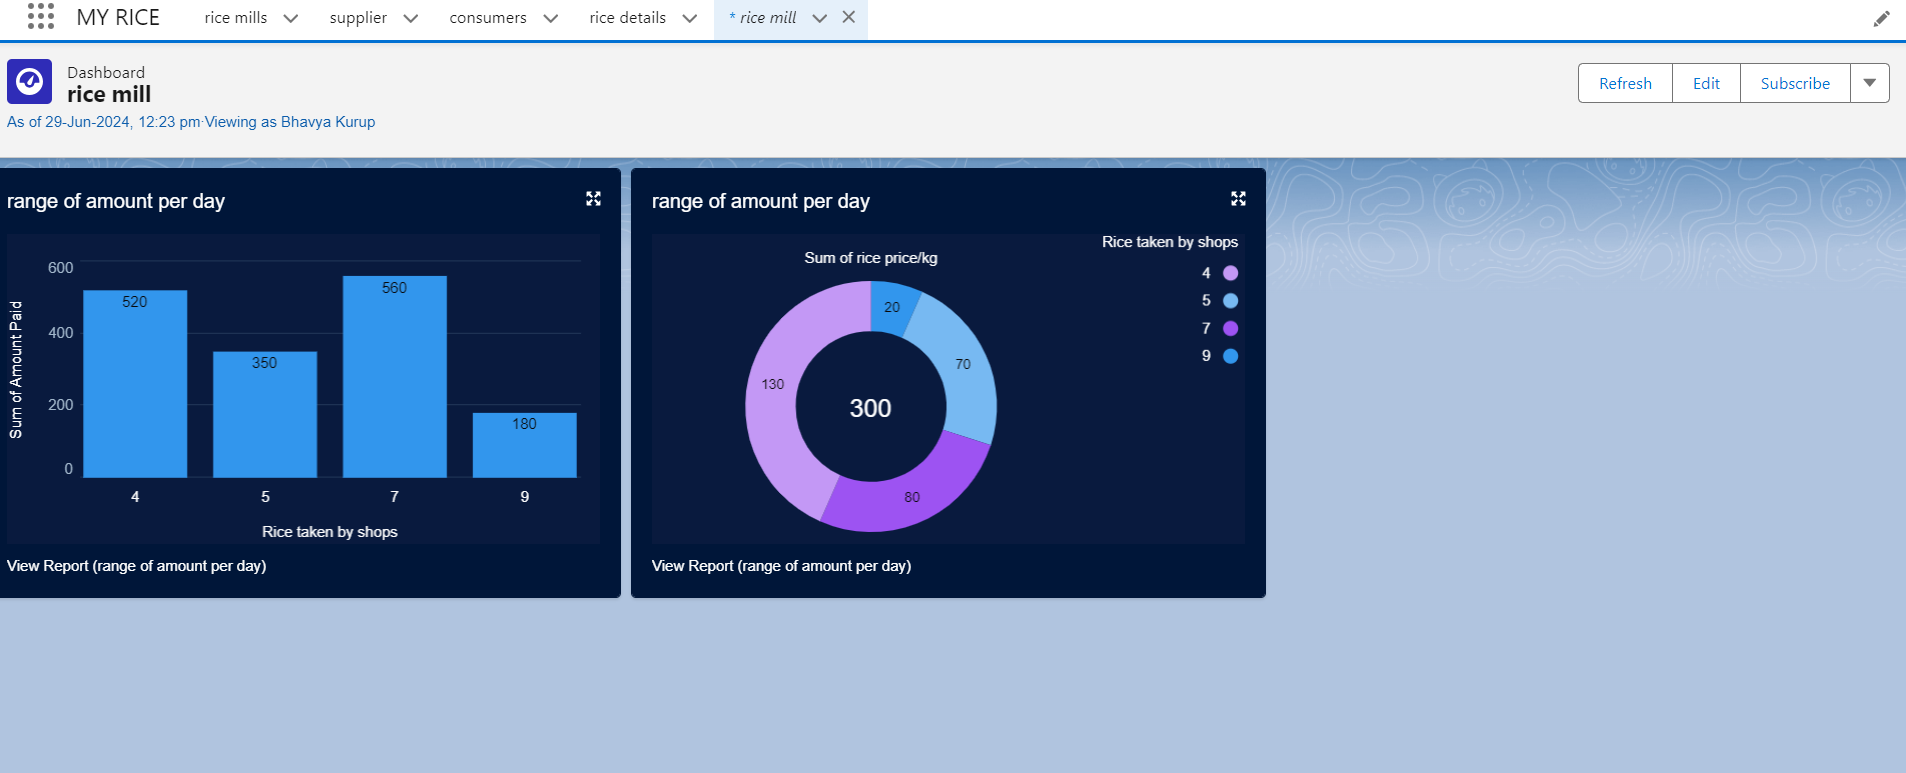 MY RICE
rice mills
supplier
consumers
rice details
* rice mill
Dashboard
rice mill
As of 29-Jun-2024, 12:23 pm·Viewing as Bhavya Kurup
Refresh
Edit
Subscribe
range of amount per day
Sum of Amount Paid
600
400
200
0
520
350
560
180
4
5
7
9
Rice taken by shops
View Report (range of amount per day)
range of amount per day
Rice taken by shops
Sum of rice price/kg
4
5
7
9
20
70
130
300
80
View Report (range of amount per day)